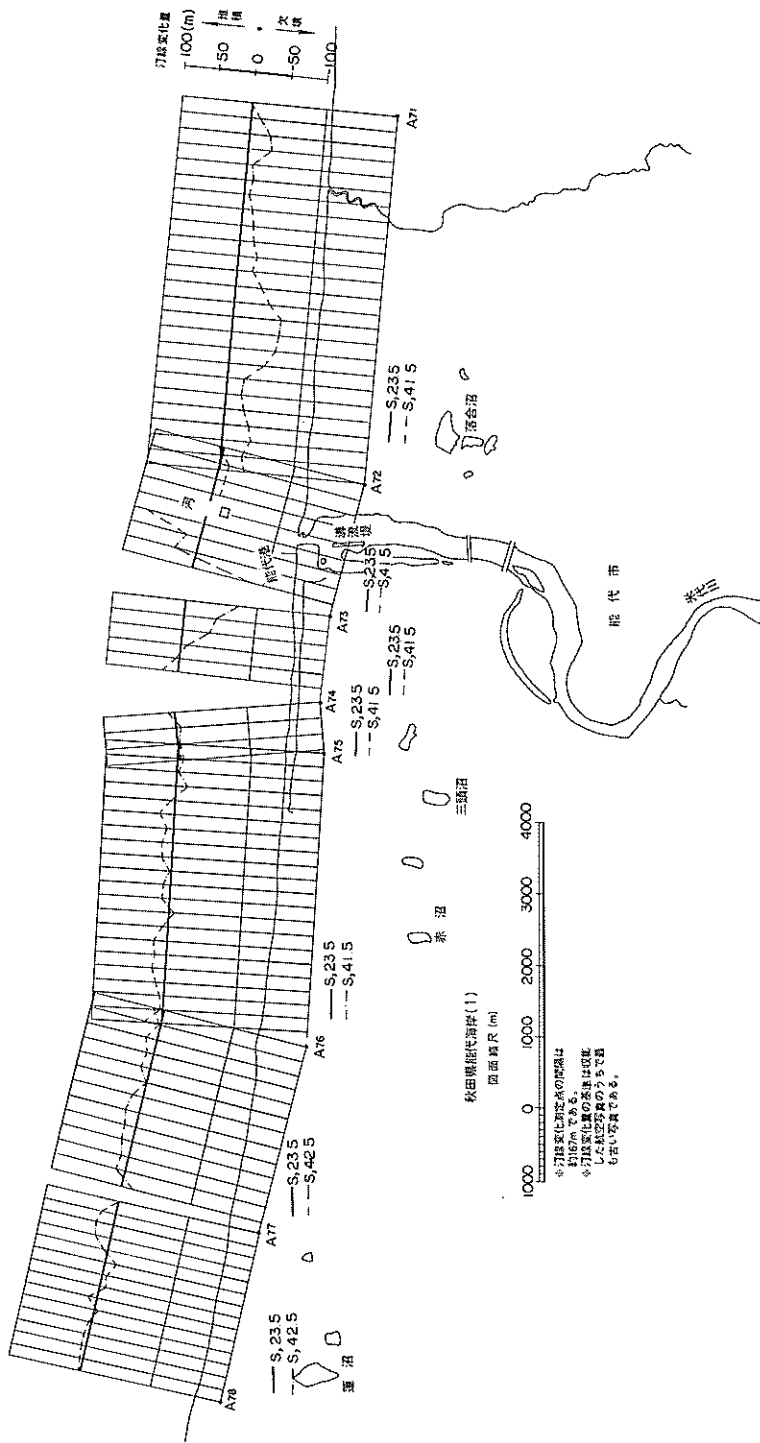 汀線変化量
100(m)
50
0
-50
-100
堆積
欠壊
A71
S,23.5
S,41.5
落合沼
A72
河
能代港
導流堤
S,23.5
S,41.5
A73
S,23.5
S,41.5
A74
S,23.5
S,41.5
A75
能代市
米代川
三頭沼
赤沼
S,23.5
S,41.5
A76
S,23.5
S,42.5
A77
S,23.5
S,42.5
蓮沼
A78
秋田県能代海岸(1)
図面縮尺(m)
1000 0 1000 2000 3000 4000
※汀線変化測定点の間隔は
約167mである。
※汀線変化量の基準は収集
した航空写真のうちで最
も古い写真である。